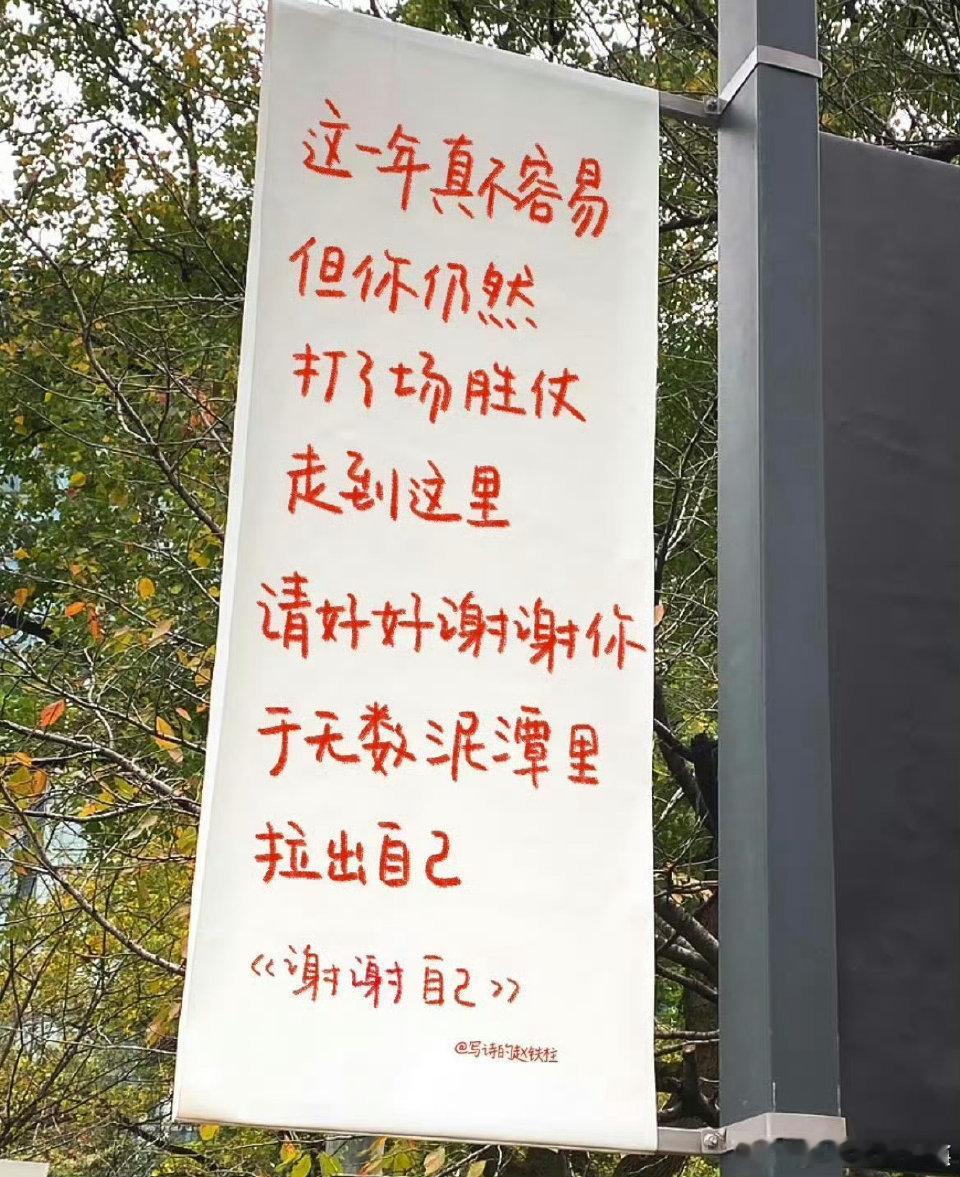 这一年真不容易
但你仍然
打了场胜仗
走到这里
请好好谢谢你
于无数泥潭里
拉出自己
《谢谢自己》
@写诗的赵铁柱